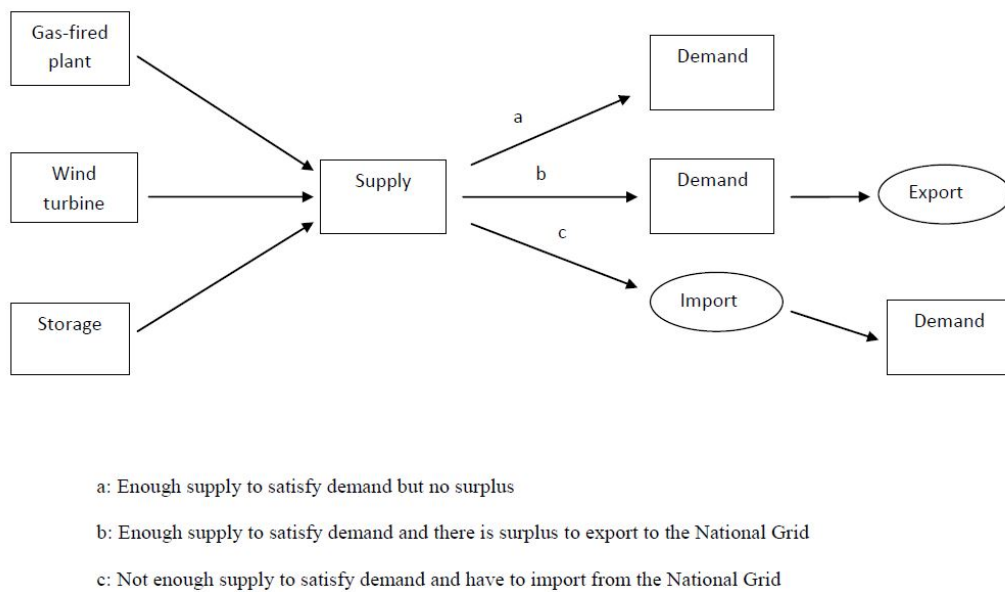 Gas-fired
plant
Demand
a
Wind
turbine
Supply
b
Demand
Export
c
Storage
Import
Demand
a: Enough supply to satisfy demand but no surplus
b: Enough supply to satisfy demand and there is surplus to export to the National Grid
c: Not enough supply to satisfy demand and have to import from the National Grid